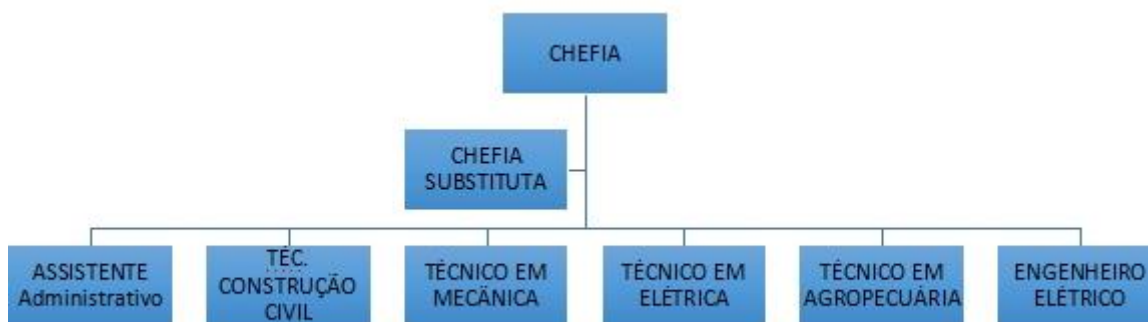 CHEFIA
CHEFIA
SUBSTITUTA
ASSISTENTE
Administrativo
TÉC.
CONSTRUÇÃO
CIVIL
TÉCNICO EM
MECÂNICA
TÉCNICO EM
ELÉTRICA
TÉCNICO EM
AGROPECUÁRIA
ENGENHEIRO
ELÉTRICO